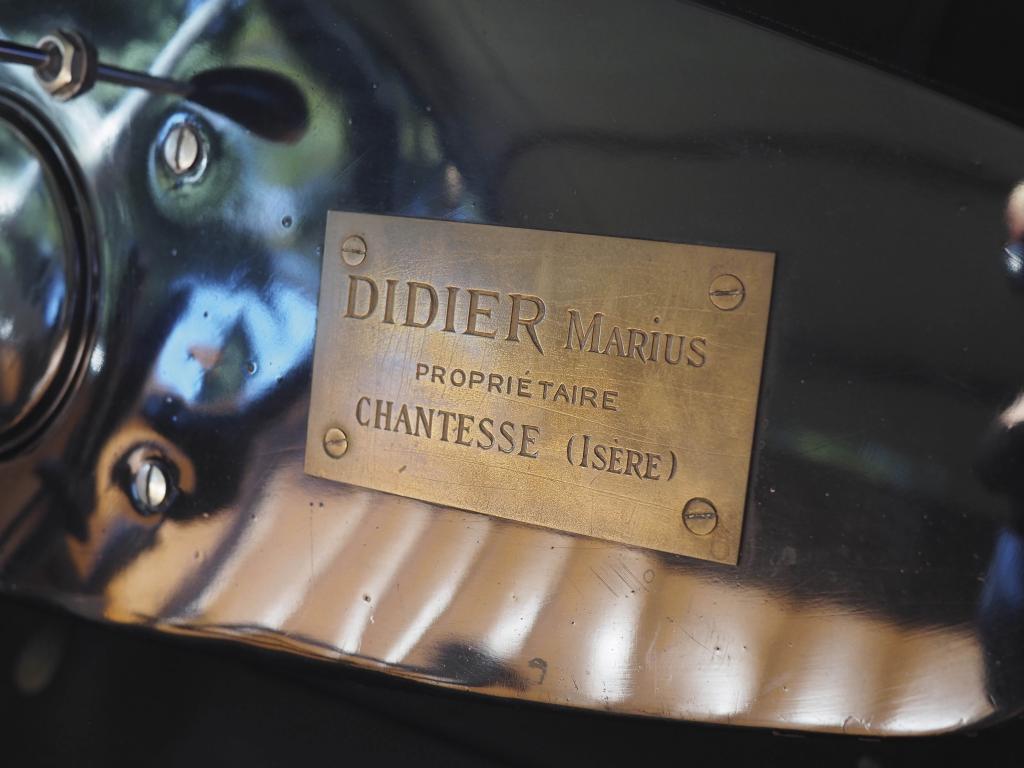 DIDIER MARIUS
PROPRIÉTAIRE
CHANTESSE (ISÈRE)